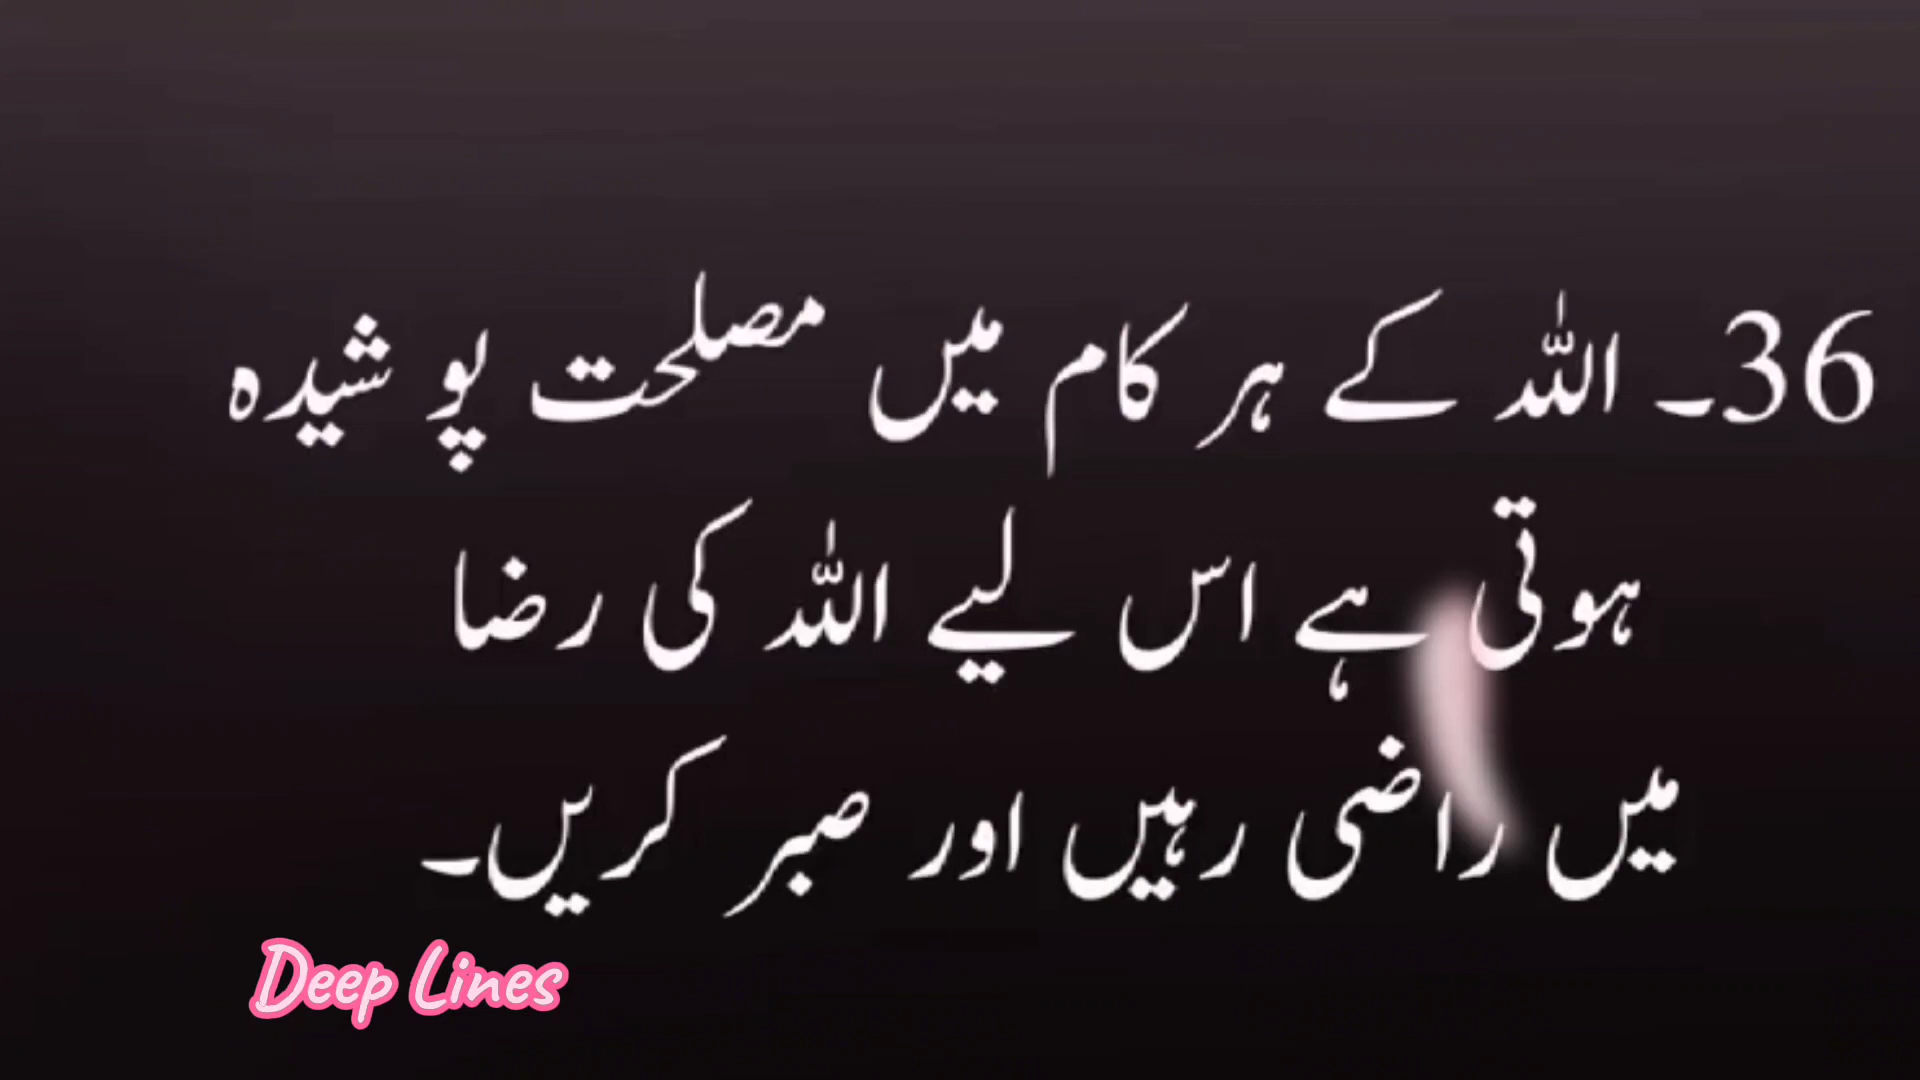 36۔ اللہ کے ہر کام میں مصلحت پوشیدہ
ہوتی ہے اس لیے اللہ کی رضا
میں راضی رہیں اور صبر کریں۔
Deep Lines